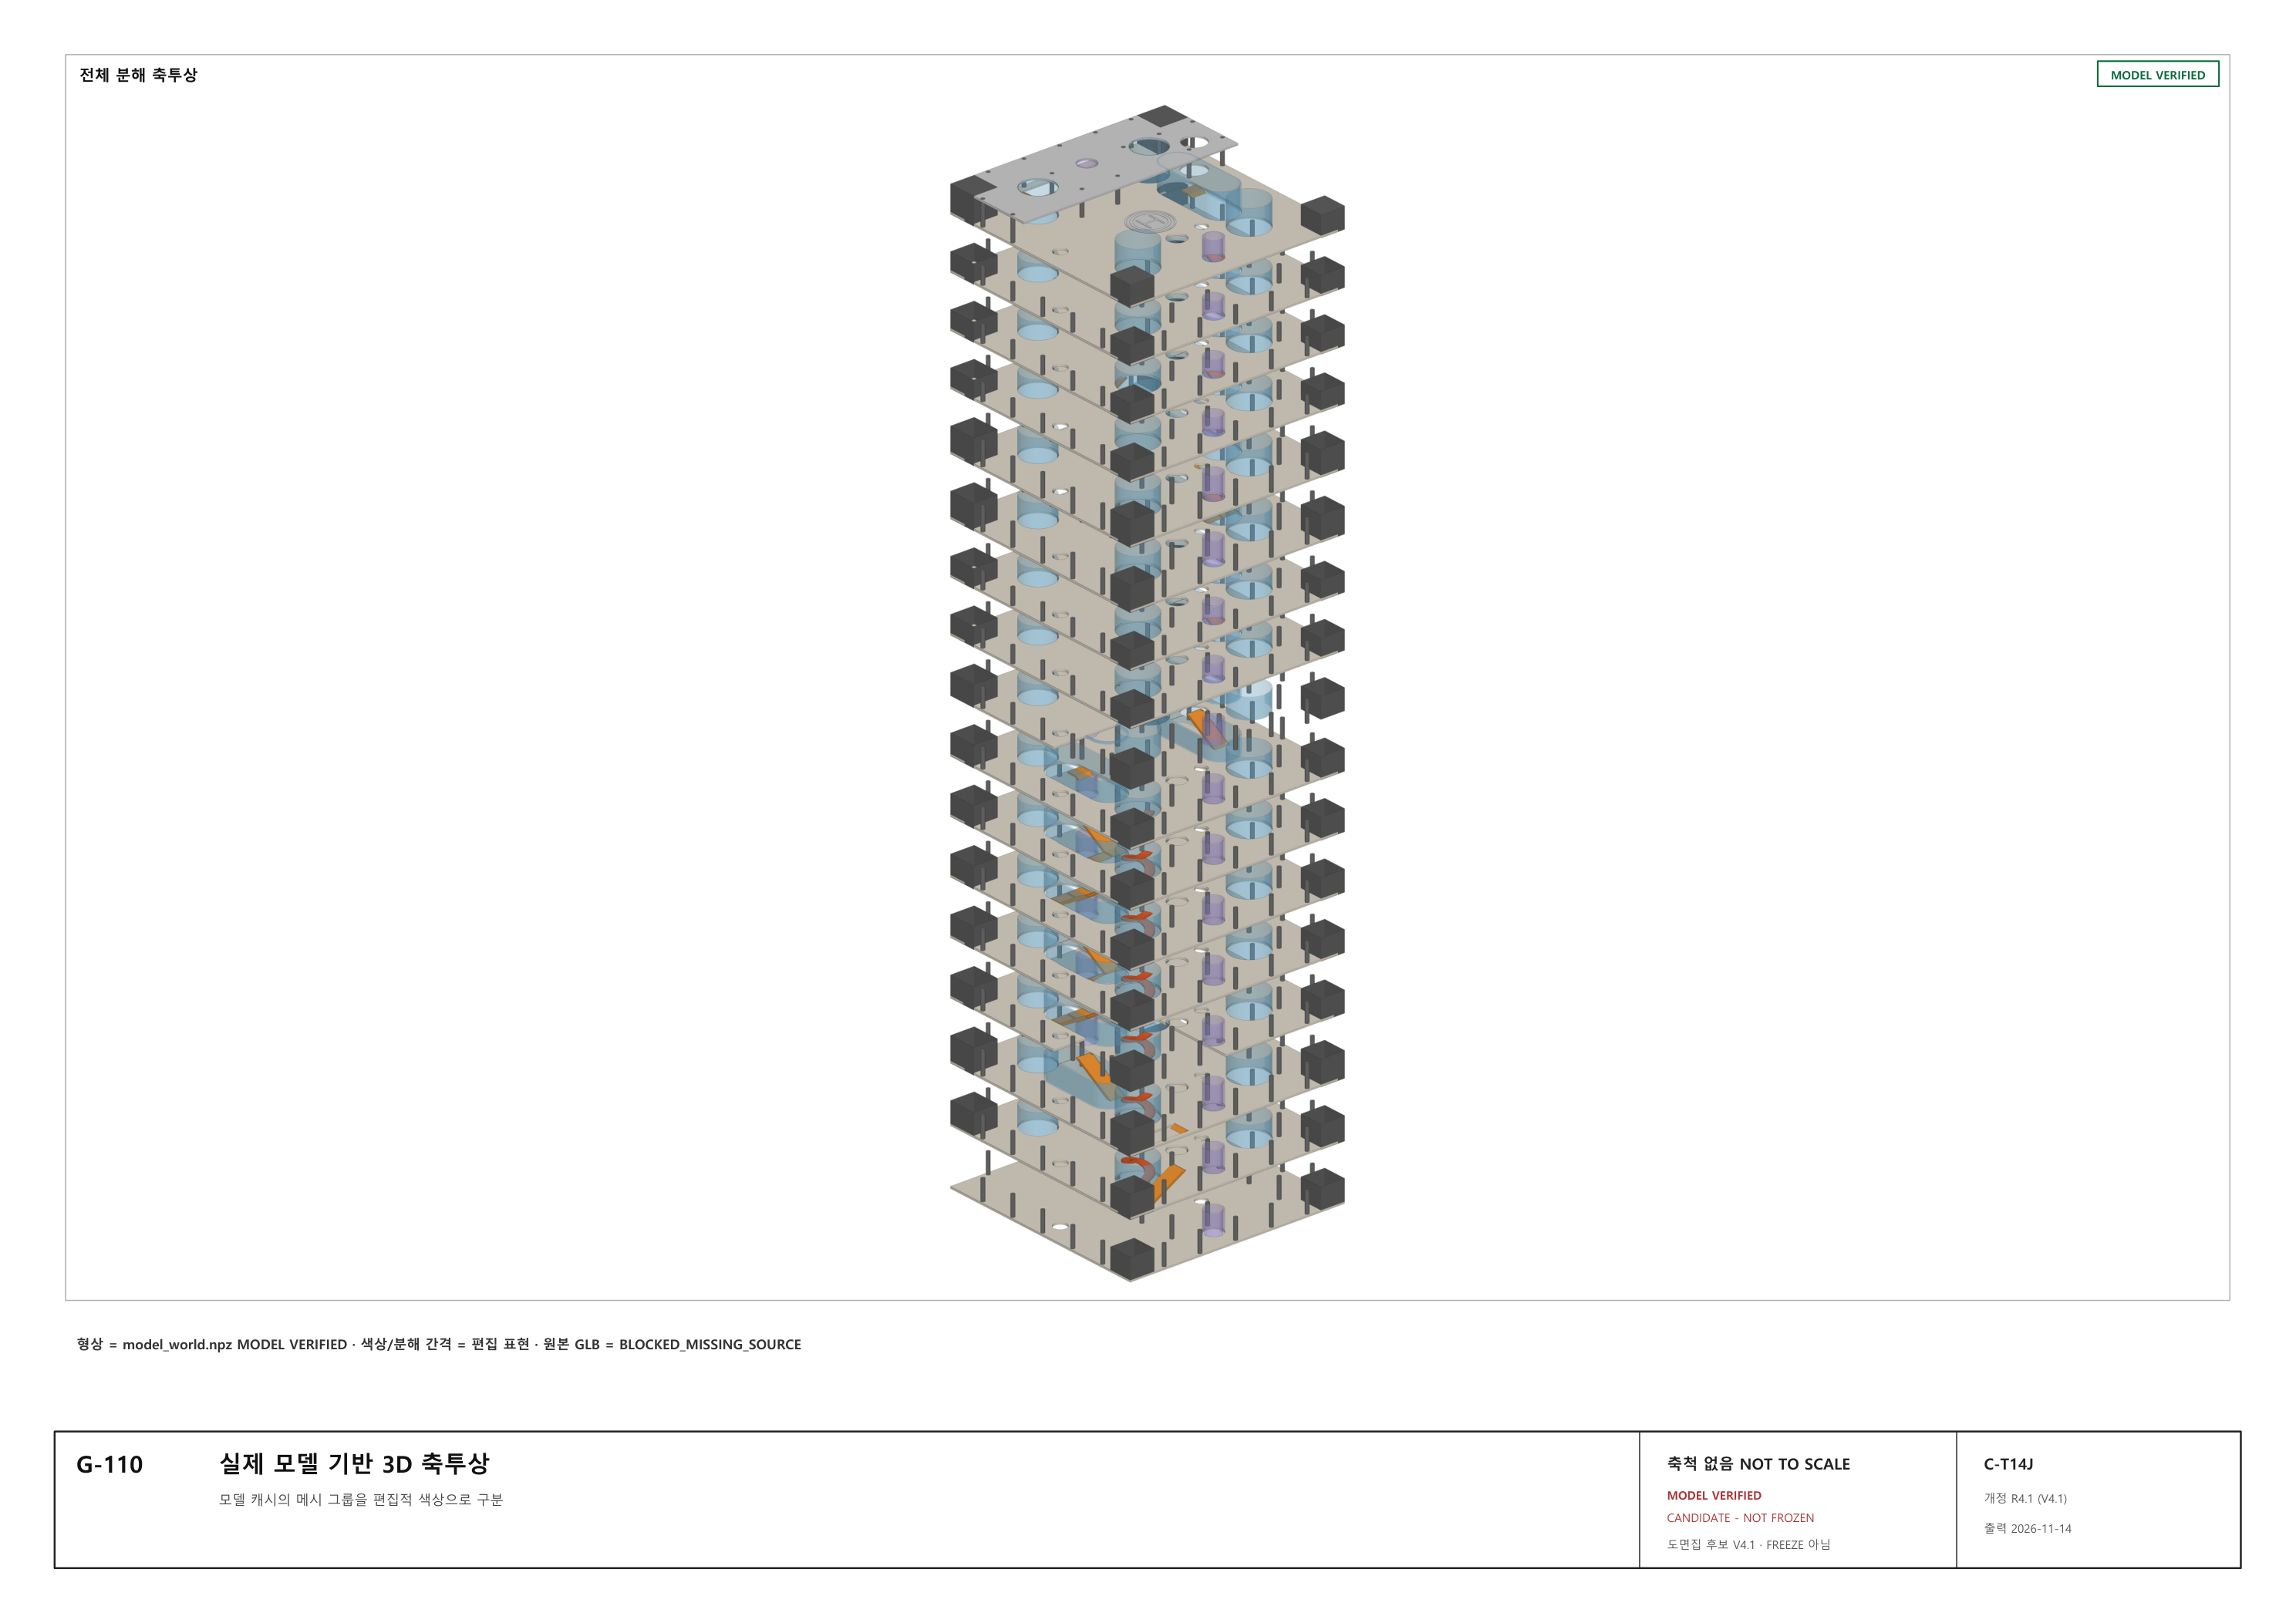 전체 분해 축투상
MODEL VERIFIED
H
형상 = model_world.npz MODEL VERIFIED · 색상/분해 간격 = 편집 표현 · 원본 GLB = BLOCKED_MISSING_SOURCE
G-110
실제 모델 기반 3D 축투상
모델 캐시의 메시 그룹을 편집적 색상으로 구분
축척 없음 NOT TO SCALE
MODEL VERIFIED
CANDIDATE - NOT FROZEN
도면집 후보 V4.1 · FREEZE 아님
C-T14J
개정 R4.1 (V4.1)
출력 2026-11-14